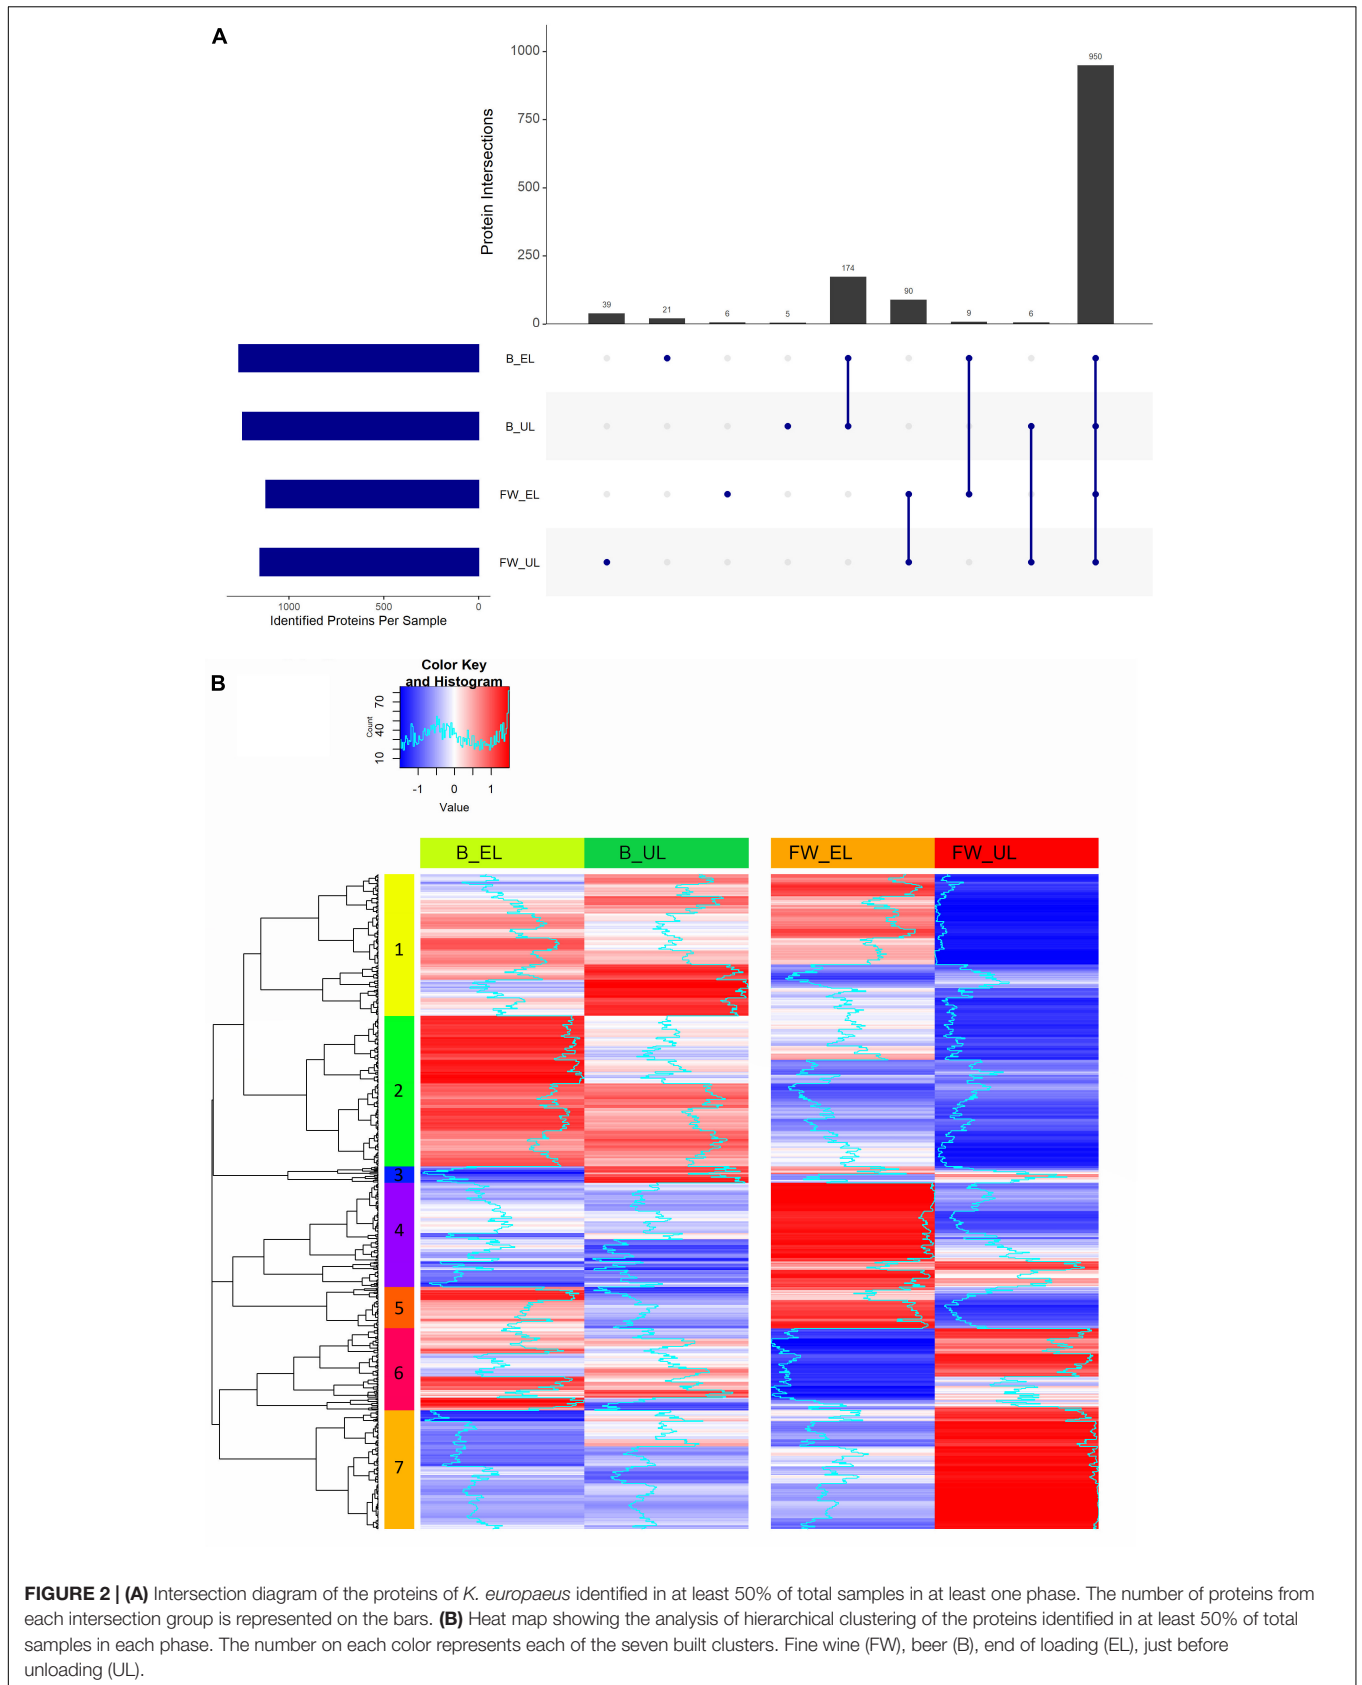 A
1000
750
500
250
0
Protein Intersections
39
21
6
5
174
90
9
6
950
B_EL
B_UL
FW_EL
FW_UL
1000 500 0
Identified Proteins Per Sample
B
Color Key
and Histogram
Count
10 40 70
-1 0 1
Value
B_EL B_UL FW_EL FW_UL
1
2
3
4
5
6
7
FIGURE 2 | (A) Intersection diagram of the proteins of K. europaeus identified in at least 50% of total samples in at least one phase. The number of proteins from
each intersection group is represented on the bars. (B) Heat map showing the analysis of hierarchical clustering of the proteins identified in at least 50% of total
samples in each phase. The number on each color represents each of the seven built clusters. Fine wine (FW), beer (B), end of loading (EL), just before
unloading (UL).